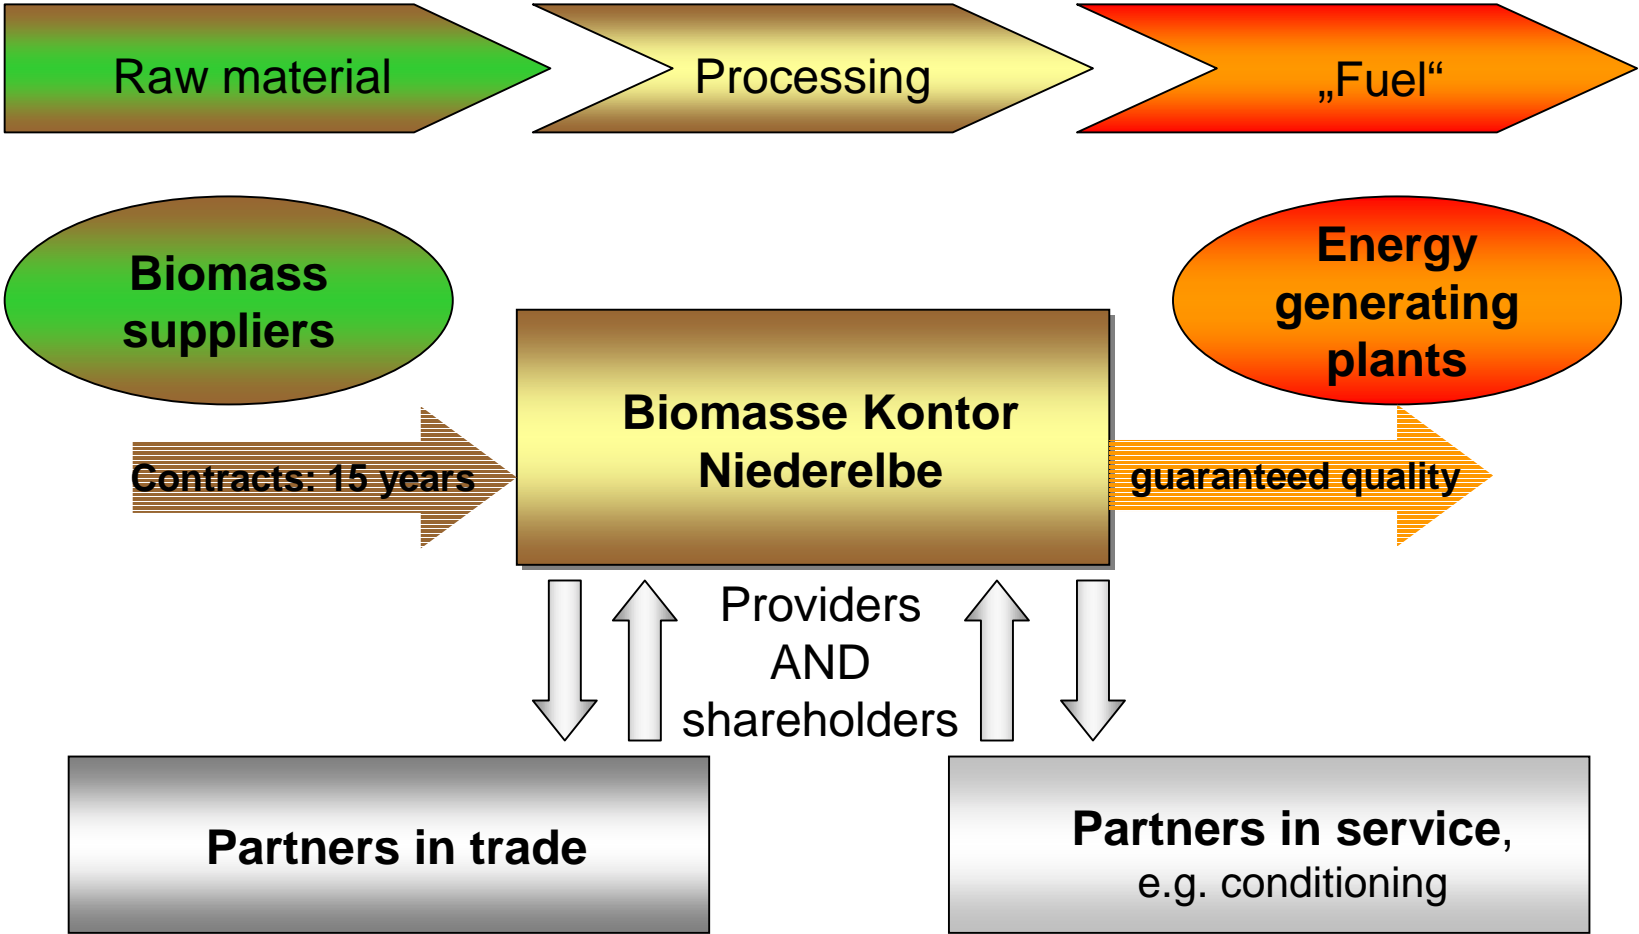 Raw material
Processing
„Fuel“
Biomass
suppliers
Energy
generating
plants
Biomasse Kontor
Niederelbe
Contracts: 15 years
guaranteed quality
Providers
AND
shareholders
Partners in trade
Partners in service,
e.g. conditioning